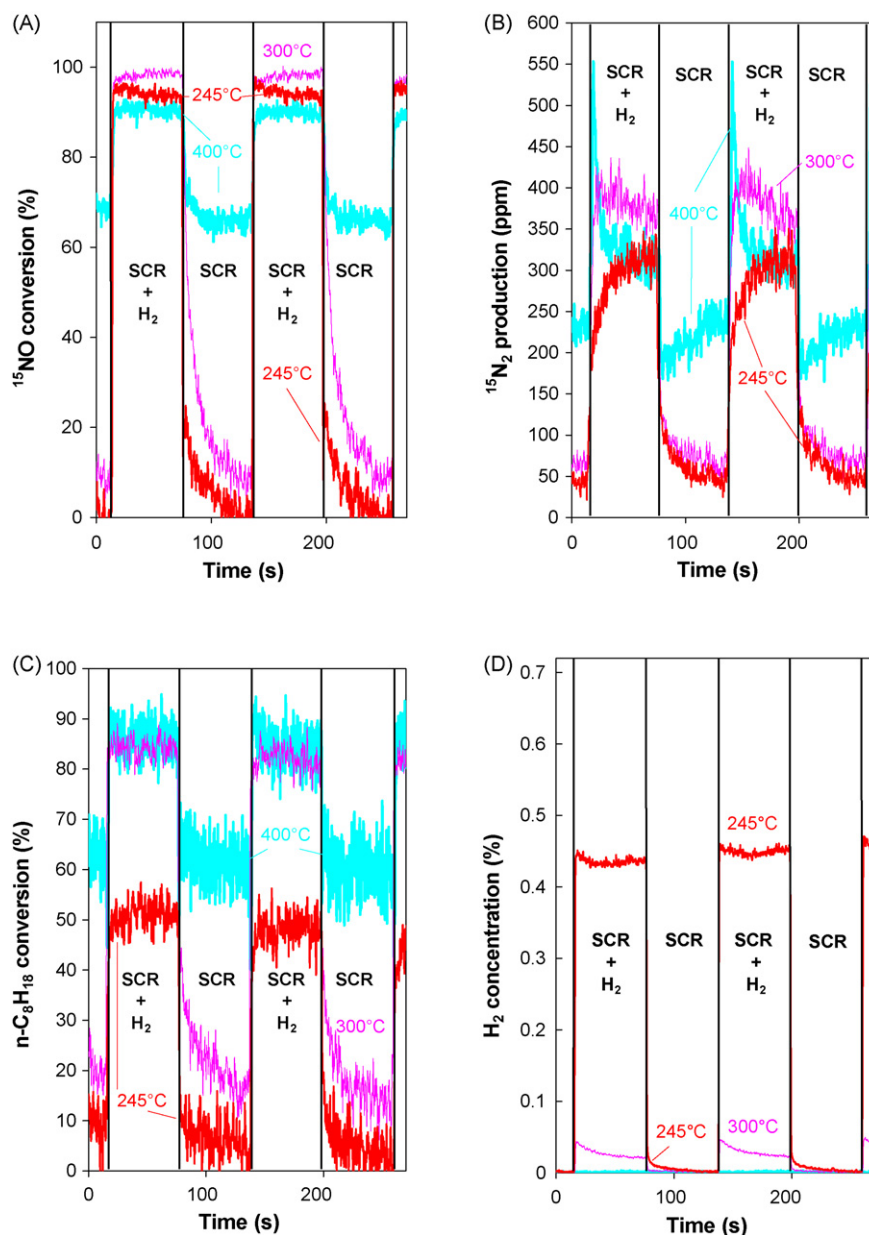 (A)
¹⁵NO conversion (%)
100
80
60
40
20
0
300°C
245°C
400°C
SCR
+
H₂
SCR
SCR
+
H₂
SCR
245°C
0
100
200
Time (s)
(B)
¹⁵N₂ production (ppm)
600
550
500
450
400
350
300
250
200
150
100
50
0
SCR
+
H₂
SCR
SCR
+
H₂
SCR
300°C
400°C
245°C
0
100
200
Time (s)
(C)
n-C₈H₁₈ conversion (%)
100
90
80
70
60
50
40
30
20
10
0
400°C
SCR
+
H₂
SCR
SCR
+
H₂
SCR
300°C
245°C
0
100
200
Time (s)
(D)
H₂ concentration (%)
0.7
0.6
0.5
0.4
0.3
0.2
0.1
0
245°C
SCR
+
H₂
SCR
SCR
+
H₂
SCR
245°C
300°C
0
100
200
Time (s)